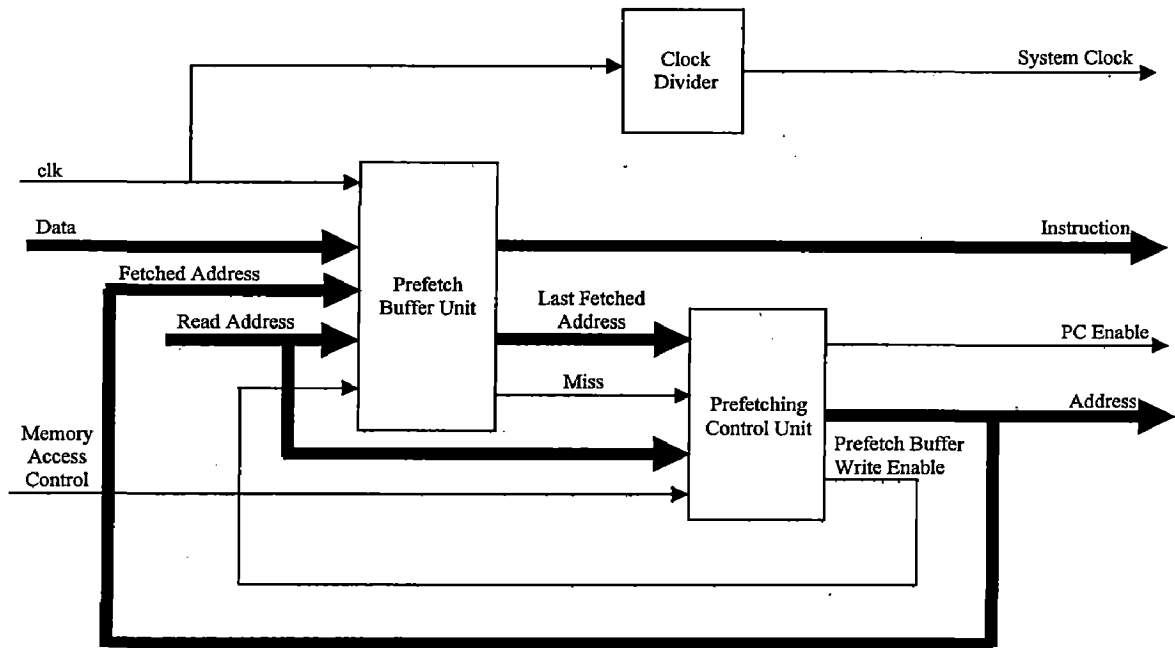 Clock
Divider
System Clock
clk
Data
Instruction
Fetched Address
Prefetch
Buffer Unit
Last Fetched
Address
Read Address
PC Enable
Miss
Address
Prefetching
Control Unit
Memory
Access
Control
Prefetch Buffer
Write Enable